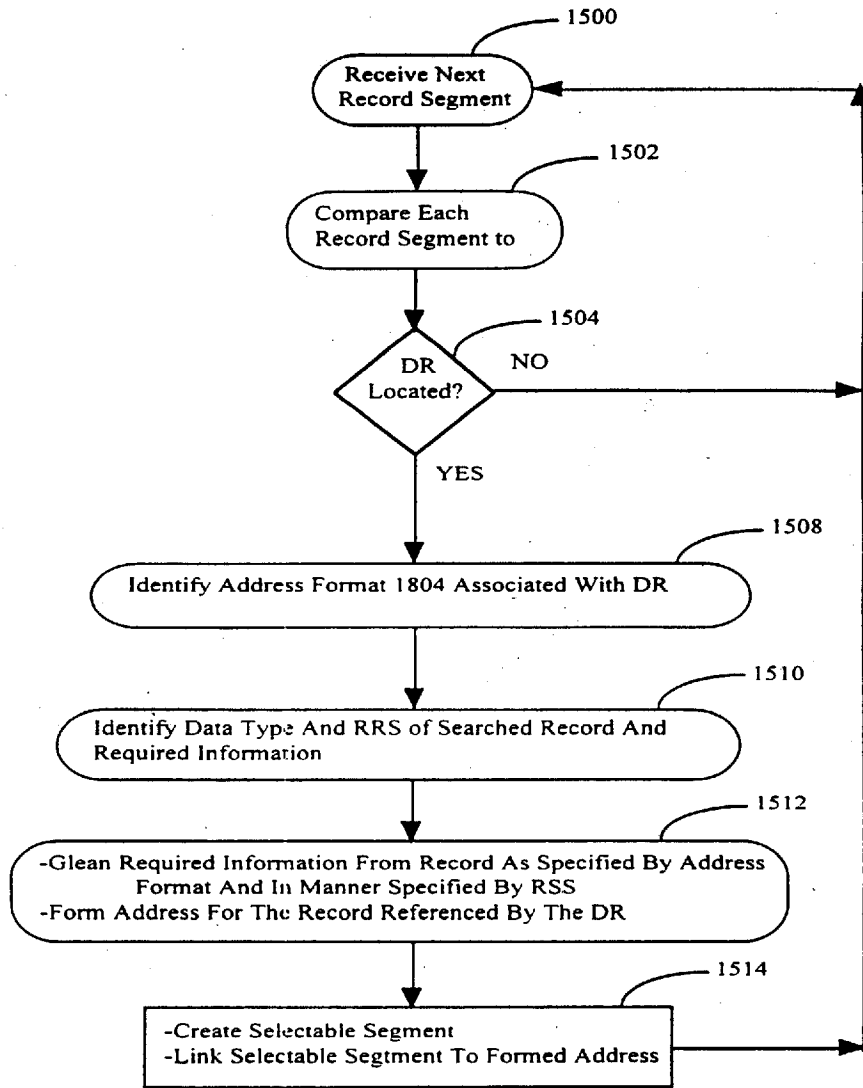 1500
Receive Next
Record Segment
1502
Compare Each
Record Segment to
1504
DR
Located?
NO
YES
1508
Identify Address Format 1804 Associated With DR
1510
Identify Data Type And RRS of Searched Record And
Required Information
1512
-Glean Required Information From Record As Specified By Address
Format And In Manner Specified By RSS
-Form Address For The Record Referenced By The DR
1514
-Create Selectable Segment
-Link Selectable Segtment To Formed Address